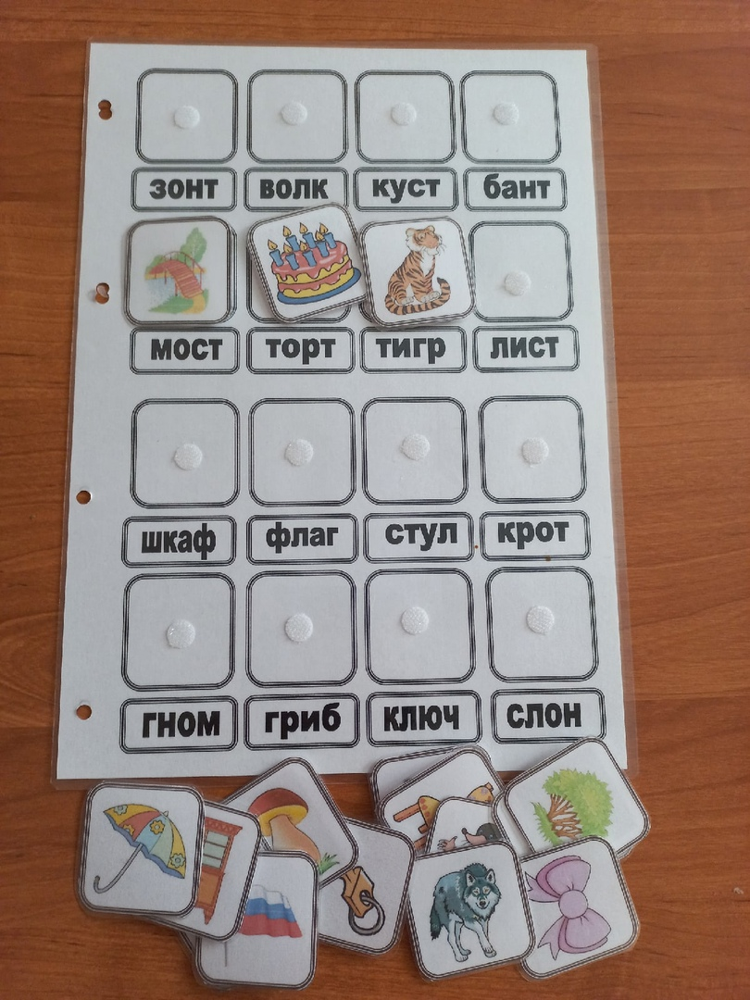 зонт волк куст бант
мост торт тигр лист
шкаф флаг стул крот
гном гриб ключ слон